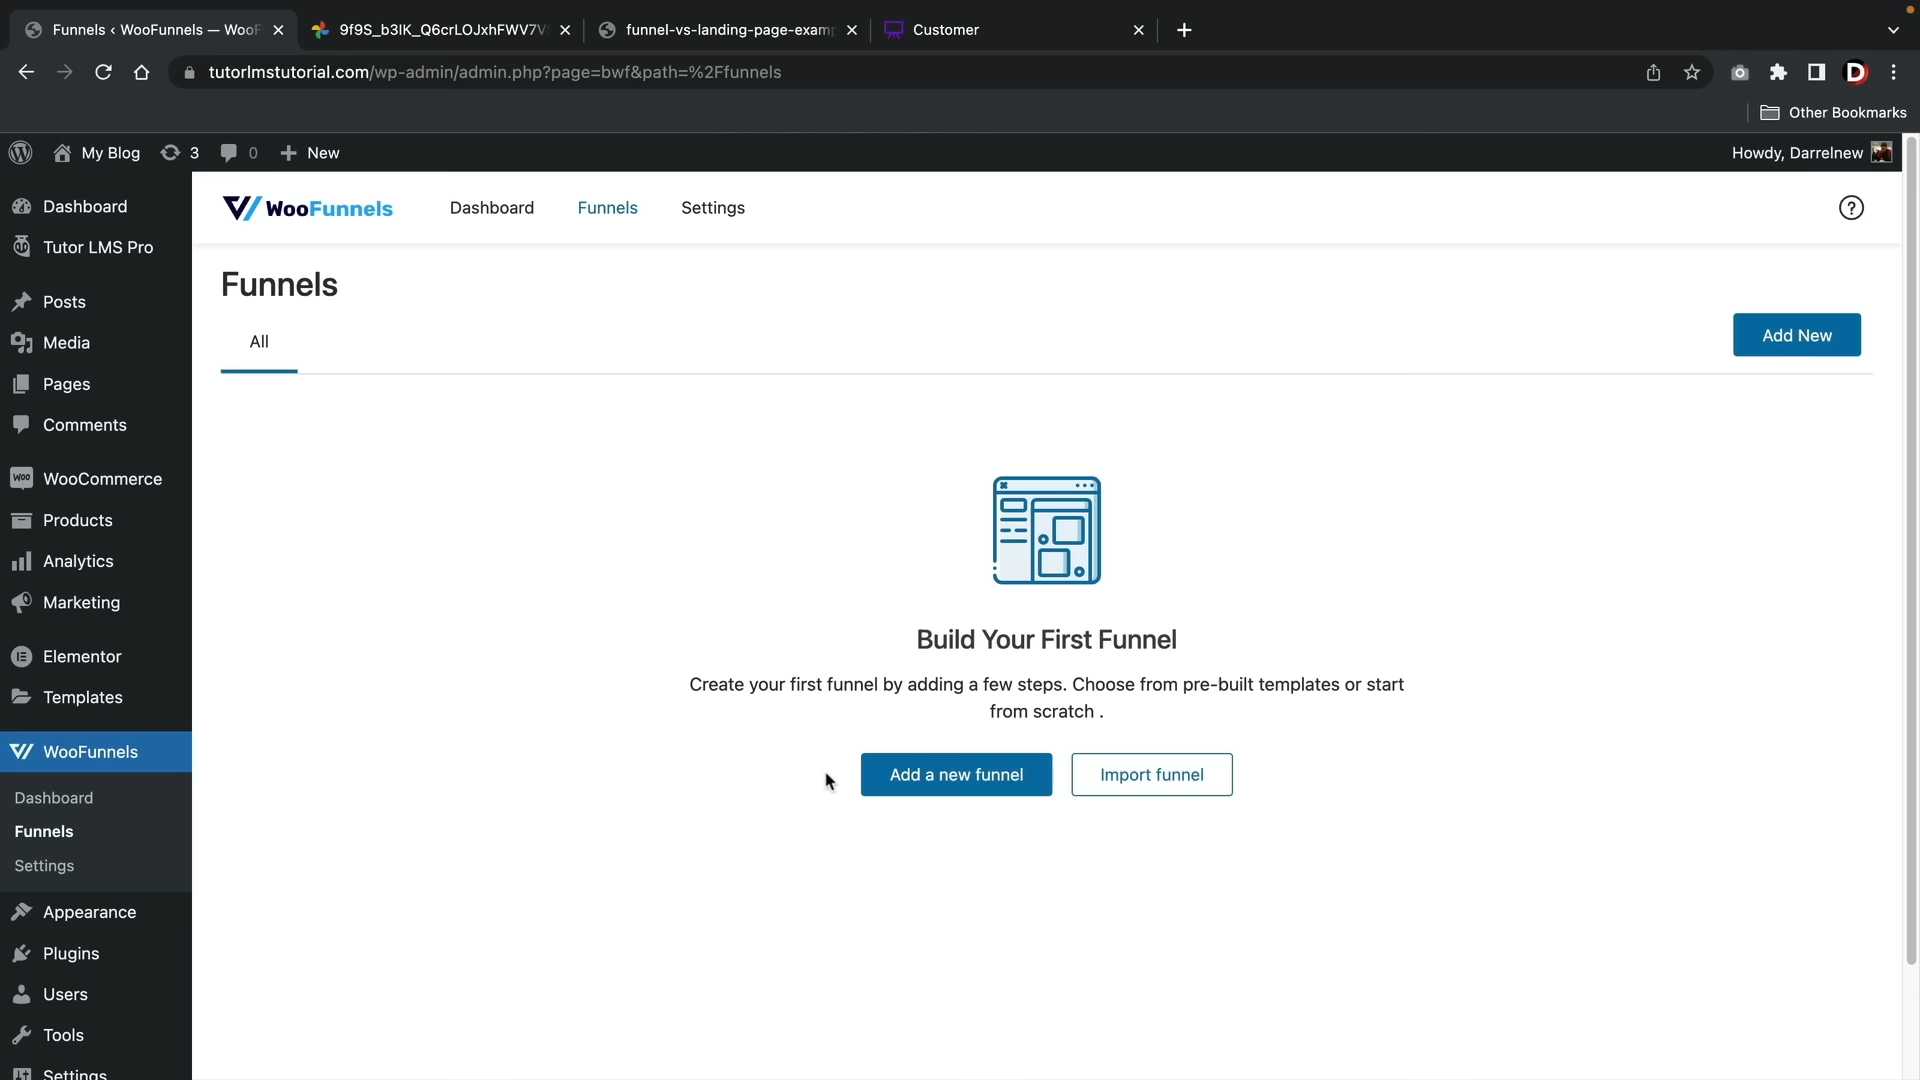 Funnels ‹ WooFunnels — WooF
9f9S_b3IK_Q6crLOJxhFWV7V
funnel-vs-landing-page-exam
Customer
tutorlmstutorial.com/wp-admin/admin.php?page=bwf&path=%2Ffunnels
Other Bookmarks
My Blog
3
0
New
Howdy, Darrelnew
Dashboard
Tutor LMS Pro
Posts
Media
Pages
Comments
WooCommerce
Products
Analytics
Marketing
Elementor
Templates
WooFunnels
Dashboard
Funnels
Settings
Appearance
Plugins
Users
Tools
Settings
WooFunnels
Dashboard
Funnels
Settings
Funnels
All
Add New
Build Your First Funnel
Create your first funnel by adding a few steps. Choose from pre-built templates or start
from scratch .
Add a new funnel
Import funnel